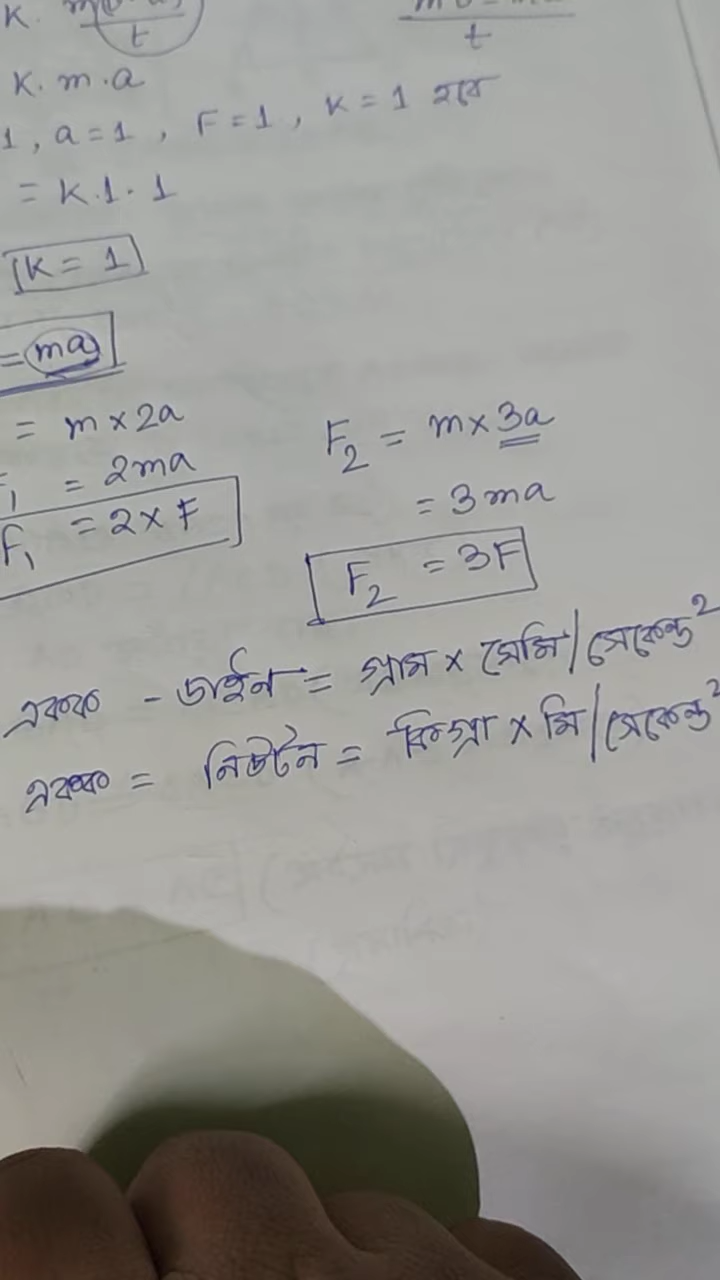 K.
t
t
K.m.a
1, a=1, F=1, K=1 হবে
= K.1.1
K = 1
= ma
= m×2a
F₁ = 2ma
F₁ = 2×F
F₂ = m×3a
= 3ma
F₂ = 3F
একক - ডাইন = গ্রাম × সেমি/সেকেন্ড²
একক = নিউটন = কিগ্রা × মি/সেকেন্ড²